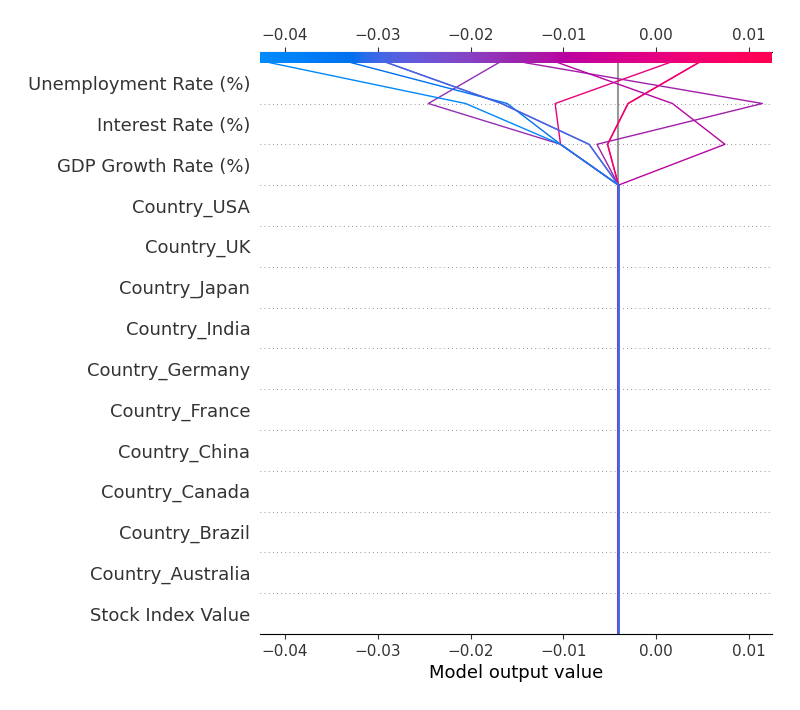 −0.04 −0.03 −0.02 −0.01 0.00 0.01
Unemployment Rate (%)
Interest Rate (%)
GDP Growth Rate (%)
Country_USA
Country_UK
Country_Japan
Country_India
Country_Germany
Country_France
Country_China
Country_Canada
Country_Brazil
Country_Australia
Stock Index Value
−0.04 −0.03 −0.02 −0.01 0.00 0.01
Model output value